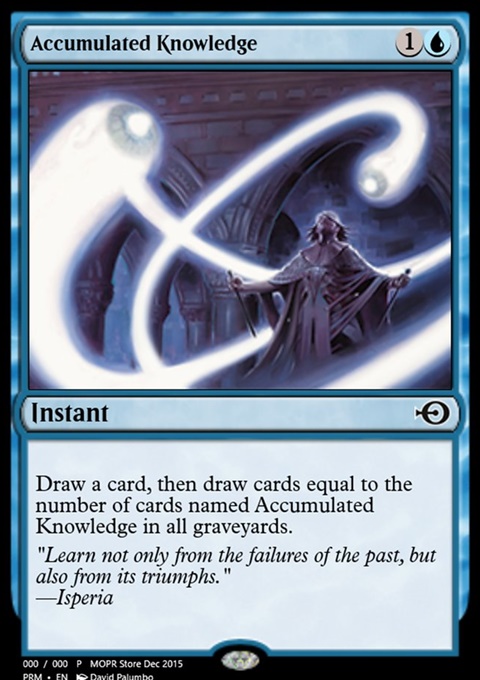 Accumulated Knowledge 1
Instant
Draw a card, then draw cards equal to the
number of cards named Accumulated
Knowledge in all graveyards.
"Learn not only from the failures of the past, but
also from its triumphs."
—Isperia
000 / 000 P MOPR Store Dec 2015
PRM • EN David Palumbo